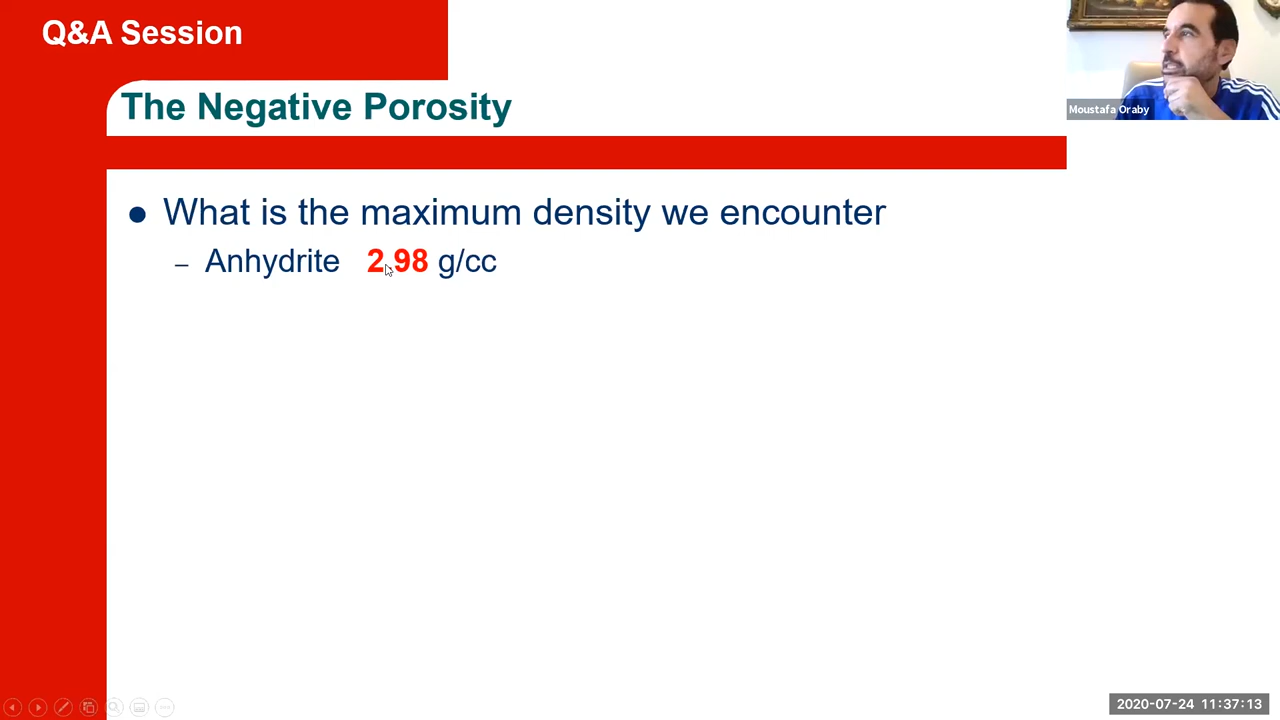 Q&A Session
The Negative Porosity
Moustafa Oraby
● What is the maximum density we encounter
– Anhydrite 2.98 g/cc
2020-07-24 11:37:13